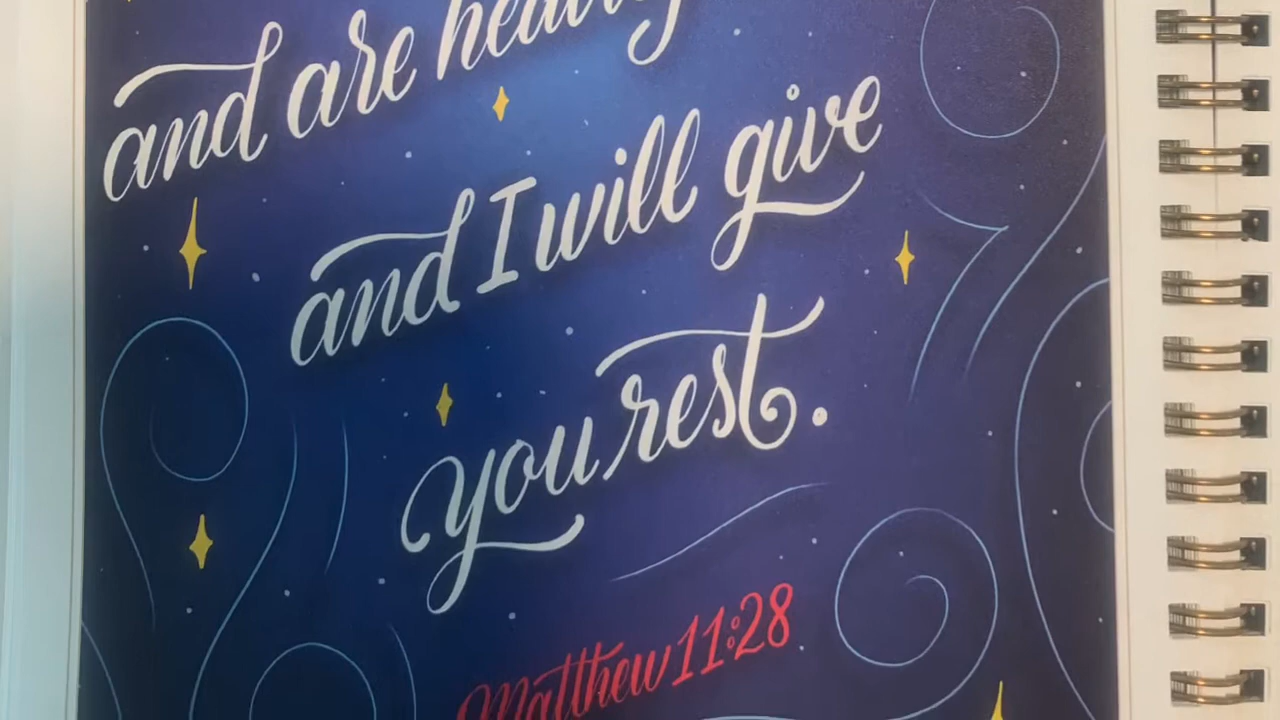 and are
and I will give
you rest.
Matthew 11:28